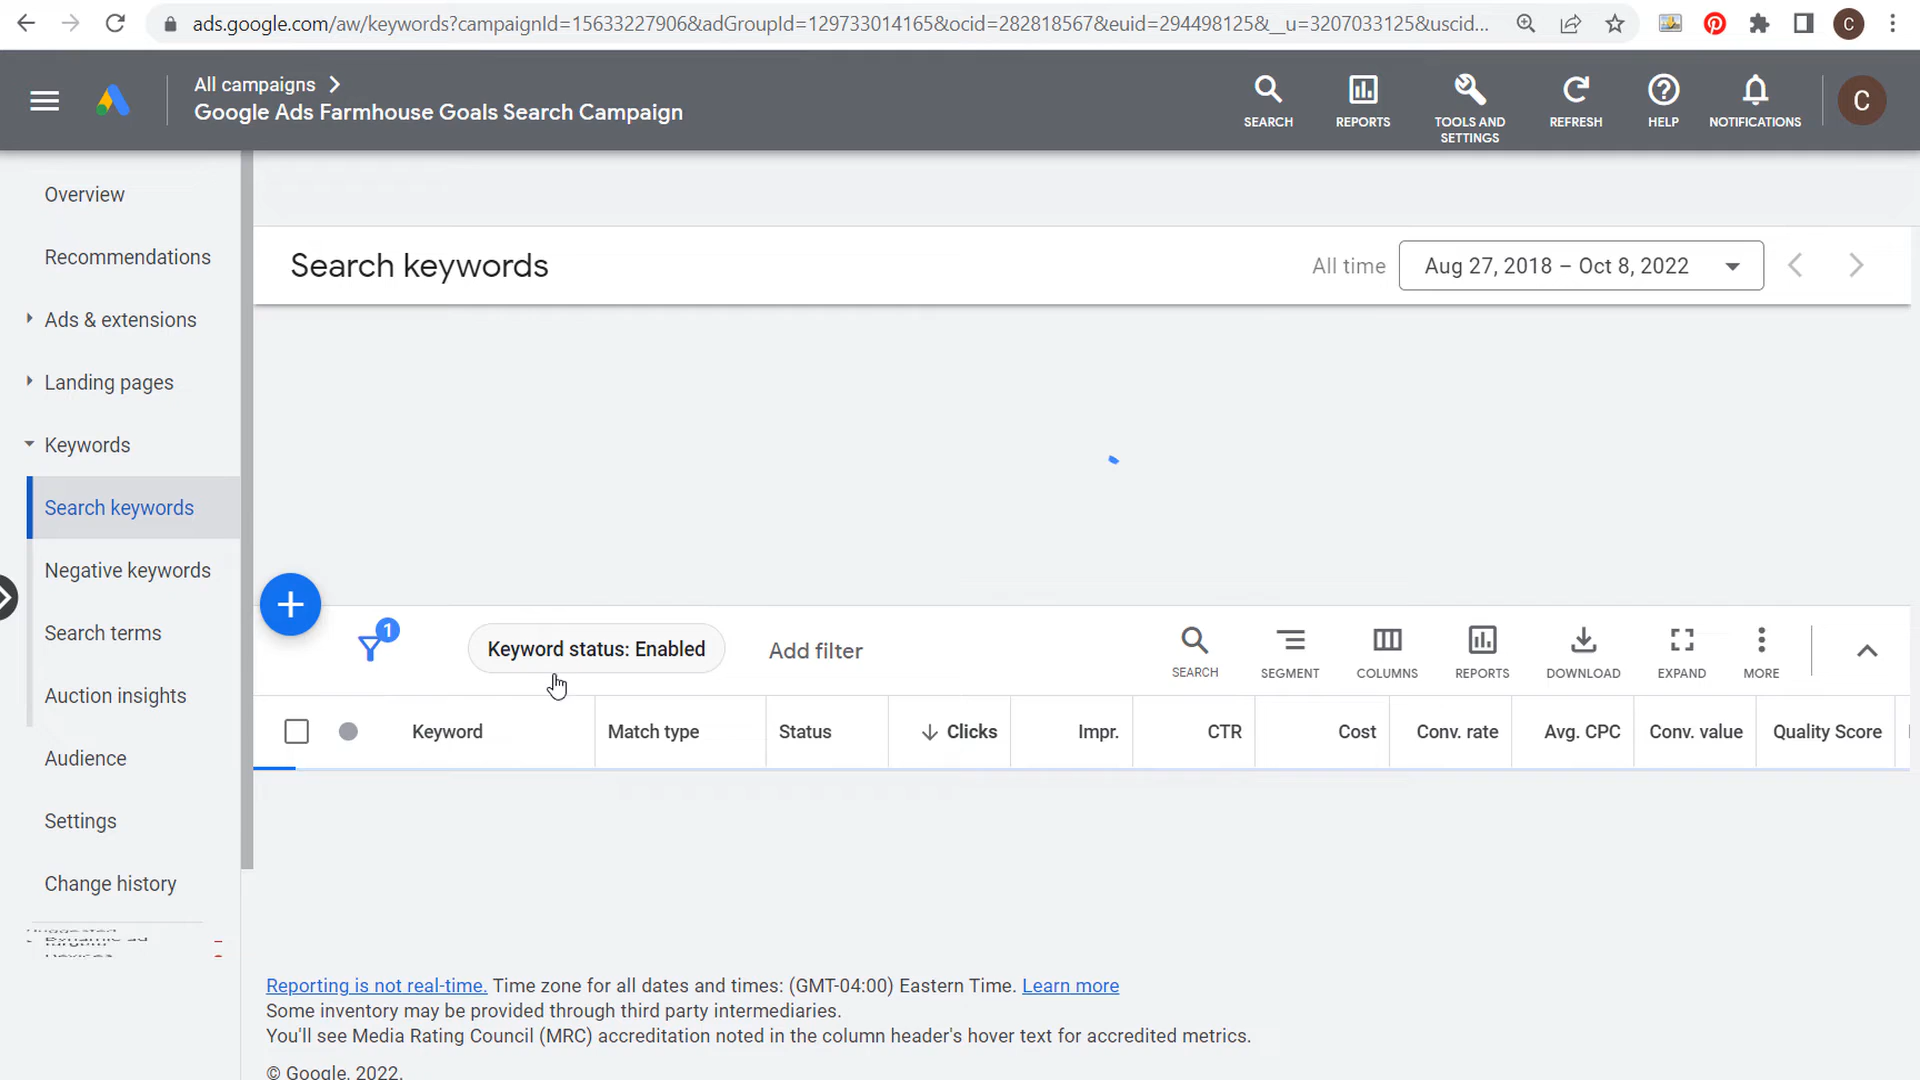 ads.google.com/aw/keywords?campaignId=15633227906&adGroupId=129733014165&ocid=282818567&euid=294498125&__u=3207033125&uscid...
C
All campaigns
Google Ads Farmhouse Goals Search Campaign
SEARCH
REPORTS
TOOLS AND
SETTINGS
REFRESH
HELP
NOTIFICATIONS
C
Overview
Recommendations
Ads & extensions
Landing pages
Keywords
Search keywords
Negative keywords
Search terms
Auction insights
Audience
Settings
Change history
Search keywords
All time
Aug 27, 2018 – Oct 8, 2022
1
Keyword status: Enabled
Add filter
SEARCH
SEGMENT
COLUMNS
REPORTS
DOWNLOAD
EXPAND
MORE
Keyword
Match type
Status
Clicks
Impr.
CTR
Cost
Conv. rate
Avg. CPC
Conv. value
Quality Score
Reporting is not real-time. Time zone for all dates and times: (GMT-04:00) Eastern Time. Learn more
Some inventory may be provided through third party intermediaries.
You'll see Media Rating Council (MRC) accreditation noted in the column header's hover text for accredited metrics.
© Google, 2022.